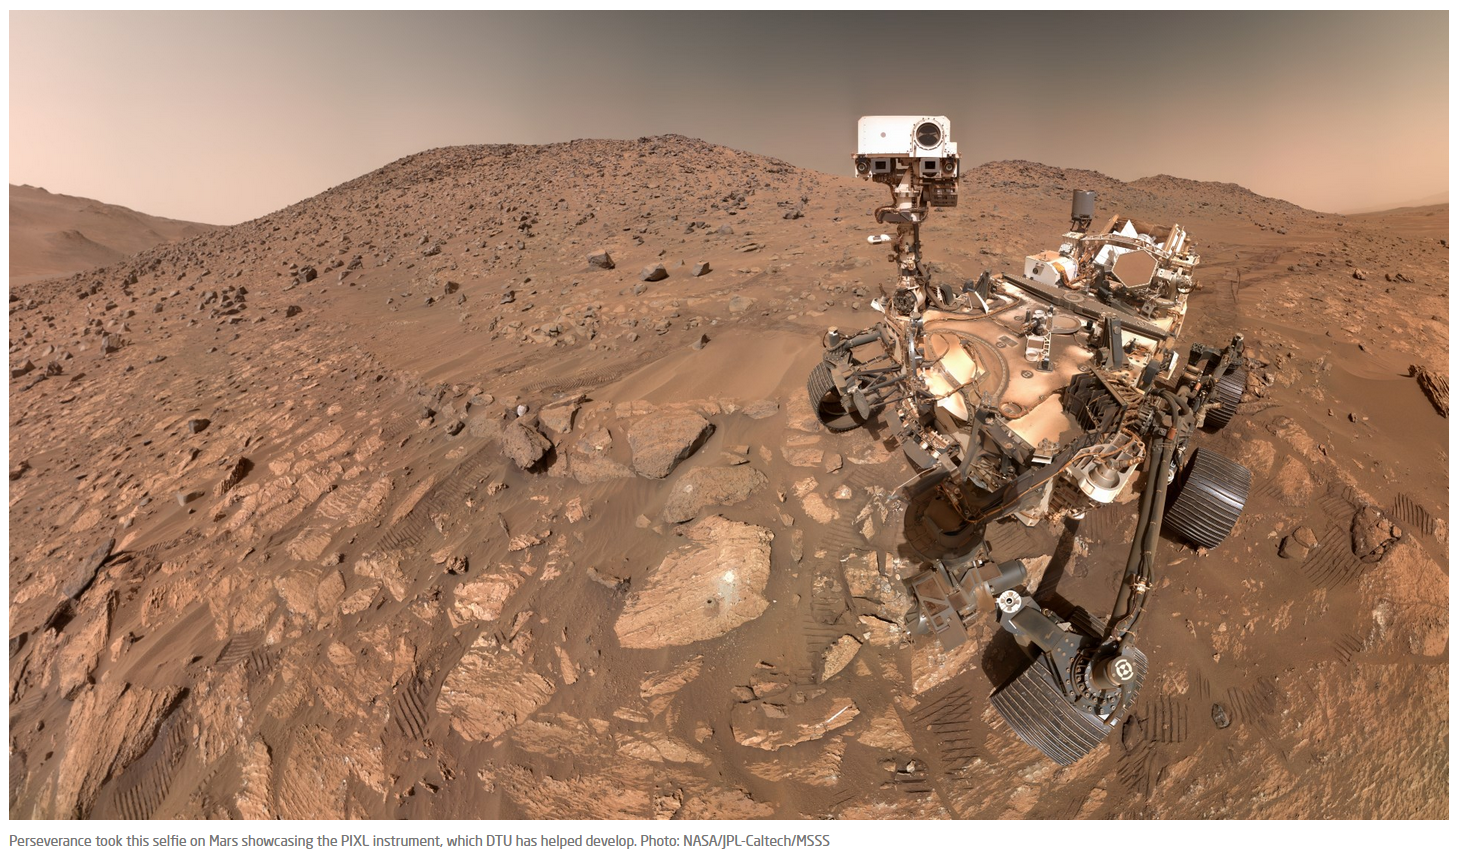 Perseverance took this selfie on Mars showcasing the PIXL instrument, which DTU has helped develop. Photo: NASA/JPL-Caltech/MSSS